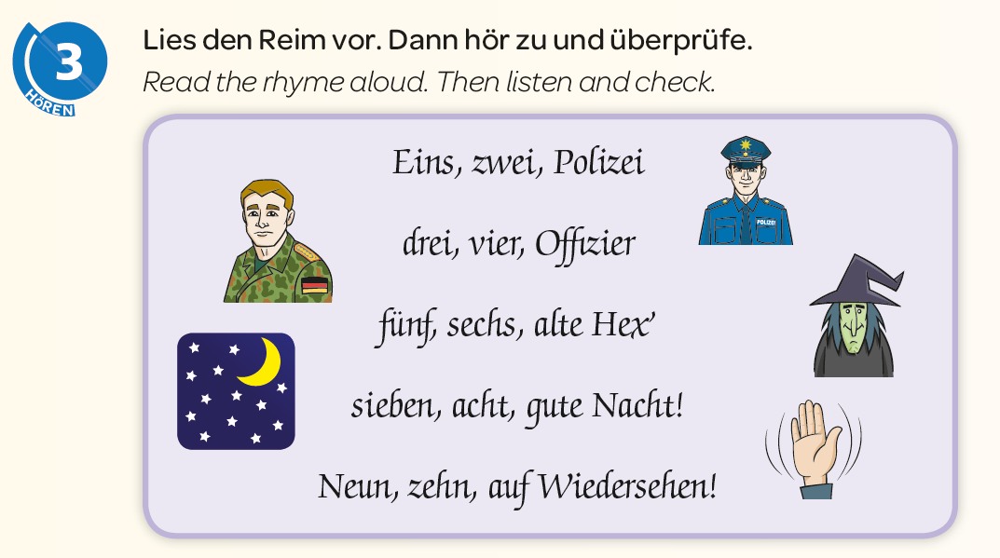 3
HÖREN
Lies den Reim vor. Dann hör zu und überprüfe.
Read the rhyme aloud. Then listen and check.
Eins, zwei, Polizei
POLIZEI
drei, vier, Offizier
fünf, sechs, alte Hex’
sieben, acht, gute Nacht!
Neun, zehn, auf Wiedersehen!